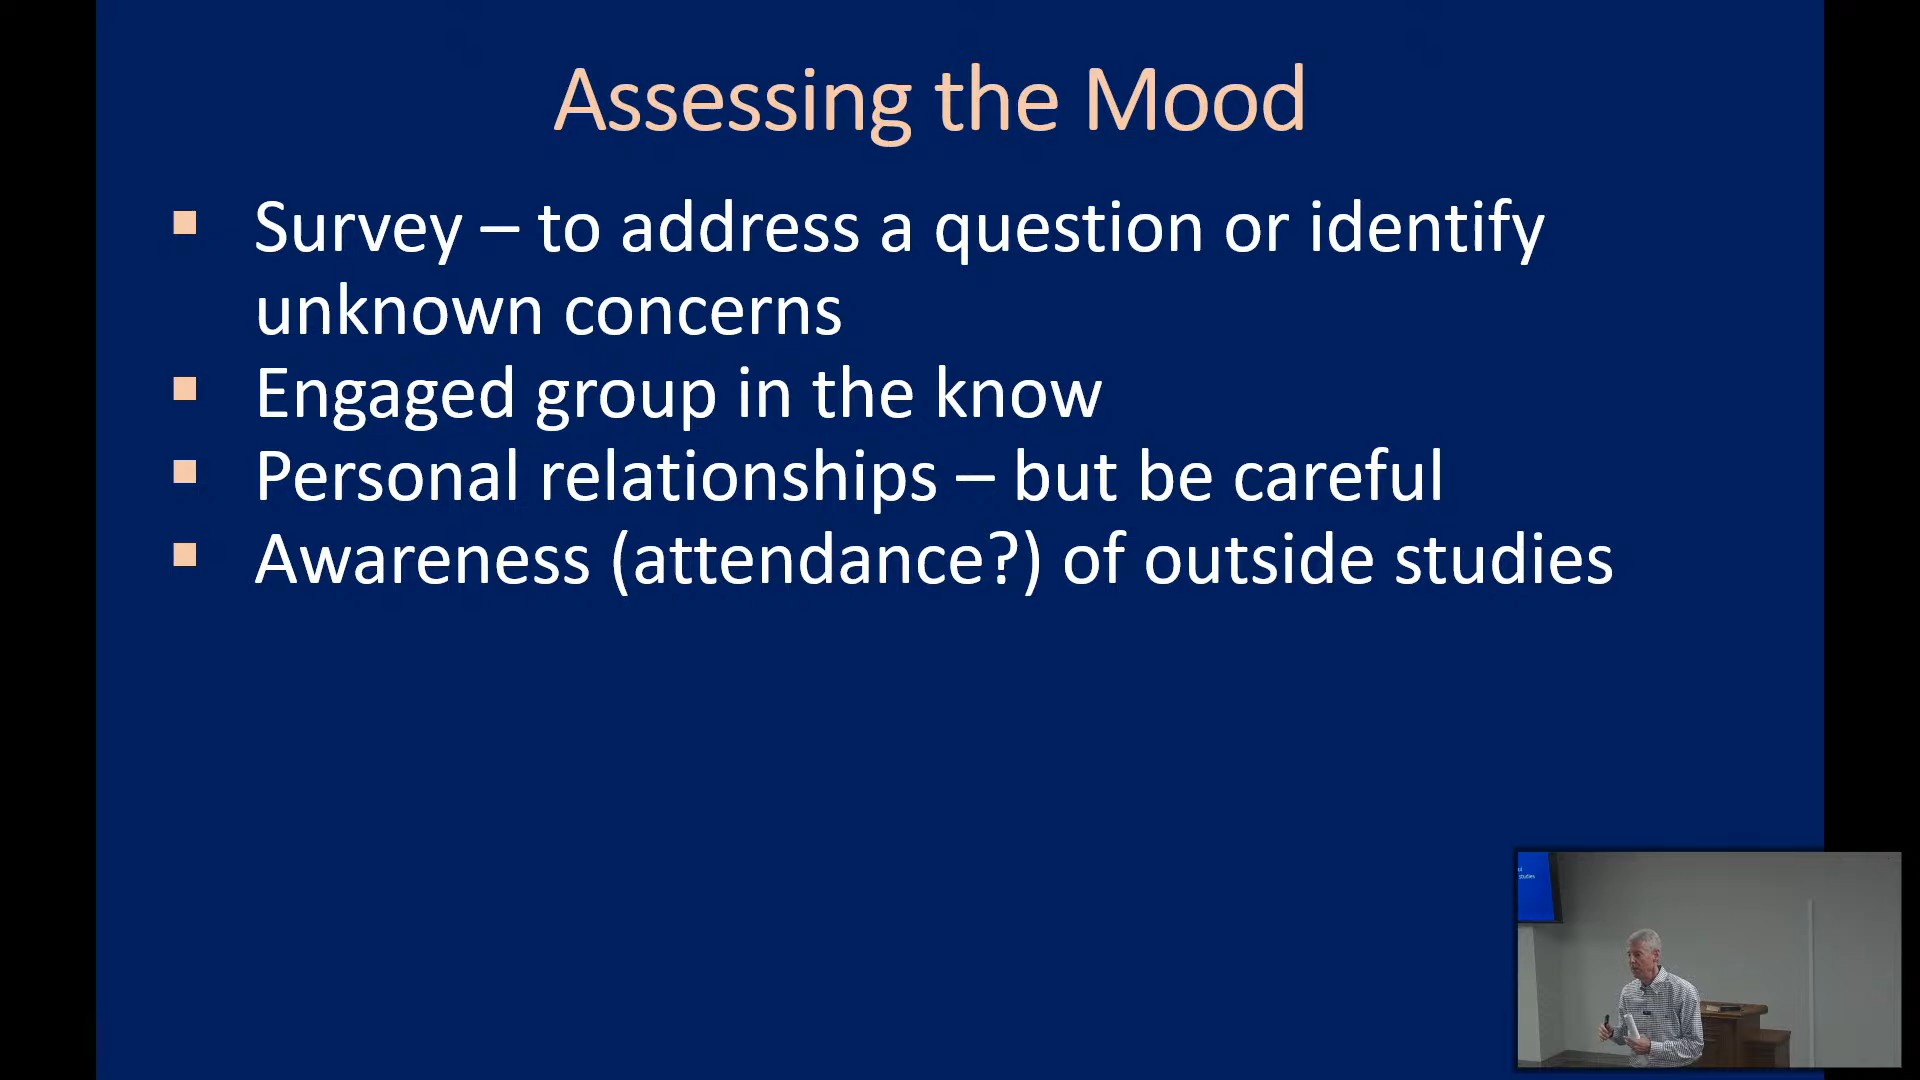 Assessing the Mood
▪ Survey – to address a question or identify
unknown concerns
▪ Engaged group in the know
▪ Personal relationships – but be careful
▪ Awareness (attendance?) of outside studies
studies